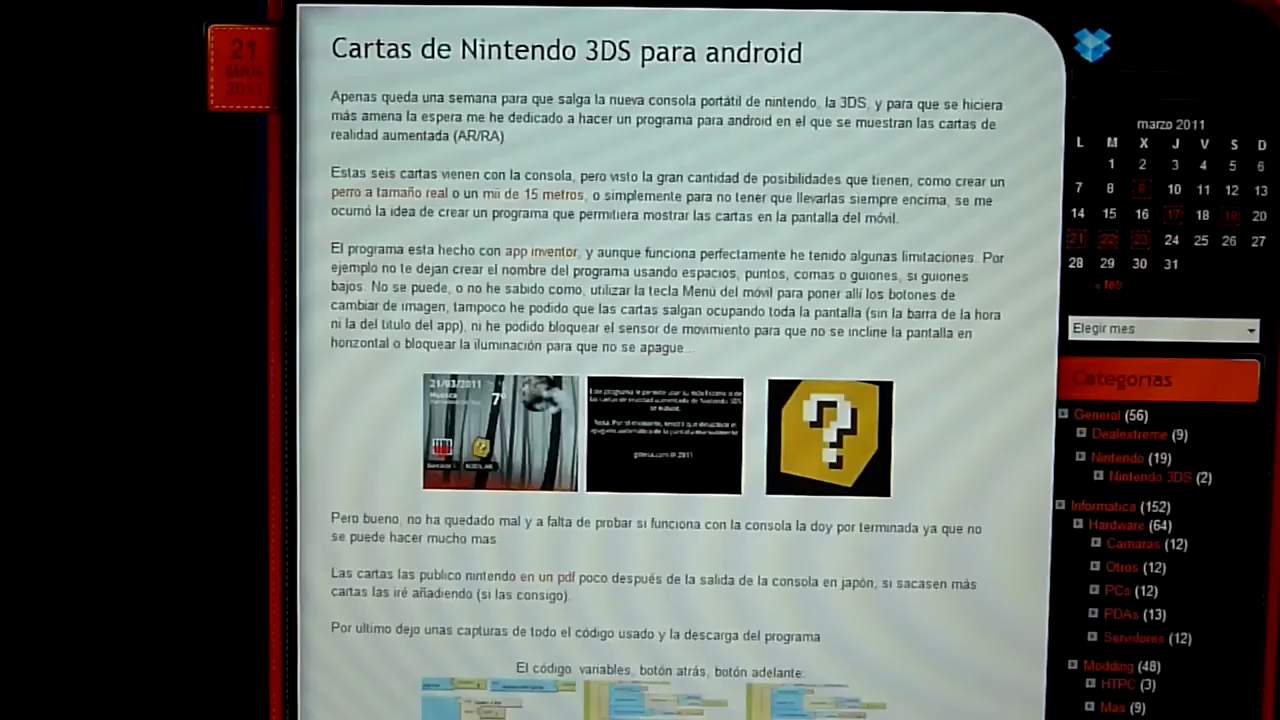 21
MAR
2011
Cartas de Nintendo 3DS para android
Apenas queda una semana para que salga la nueva consola portátil de nintendo, la 3DS, y para que se hiciera
más amena la espera me he dedicado a hacer un programa para android en el que se muestran las cartas de
realidad aumentada (AR/RA)
Estas seis cartas vienen con la consola, pero visto la gran cantidad de posibilidades que tienen, como crear un
perro a tamaño real o un mii de 15 metros, o simplemente para no tener que llevarlas siempre encima, se me
ocurrió la idea de crear un programa que permitiera mostrar las cartas en la pantalla del móvil.
El programa esta hecho con app inventor, y aunque funciona perfectamente he tenido algunas limitaciones. Por
ejemplo no te dejan crear el nombre del programa usando espacios, puntos, comas o guiones, si guiones
bajos. No se puede, o no he sabido como, utilizar la tecla Menú del móvil para poner allí los botones de
cambiar de imagen, tampoco he podido que las cartas salgan ocupando toda la pantalla (sin la barra de la hora
ni la del titulo del app), ni he podido bloquear el sensor de movimiento para que no se incline la pantalla en
horizontal o bloquear la iluminación para que no se apague...
21/03/2011
Huesca
7º
?
Pero bueno, no ha quedado mal y a falta de probar si funciona con la consola la doy por terminada ya que no
se puede hacer mucho mas
Las cartas las publico nintendo en un pdf poco después de la salida de la consola en japón, si sacasen más
cartas las iré añadiendo (si las consigo).
Por ultimo dejo unas capturas de todo el código usado y la descarga del programa
El código: variables, botón atrás, botón adelante:
marzo 2011
L M X J V S D
1 2 3 4 5 6
7 8 9 10 11 12 13
14 15 16 17 18 19 20
21 22 23 24 25 26 27
28 29 30 31
« feb
Elegir mes
Categorías
General (56)
Dealextreme (9)
Nintendo (19)
Nintendo 3DS (2)
Informatica (152)
Hardware (64)
Camaras (12)
Otros (12)
PCs (12)
PDAs (13)
Servidores (12)
Modding (48)
HTPC (3)
Mas (9)